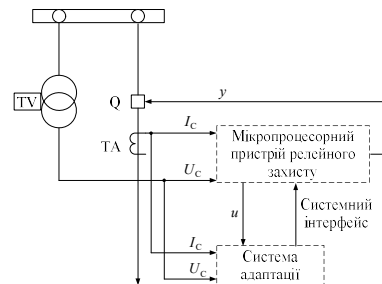 TV
Q
y
TA
I_C
Мікропроцесорний
пристрій релейного
захисту
U_C
u
Системний
інтерфейс
I_C
Система
адаптації
U_C